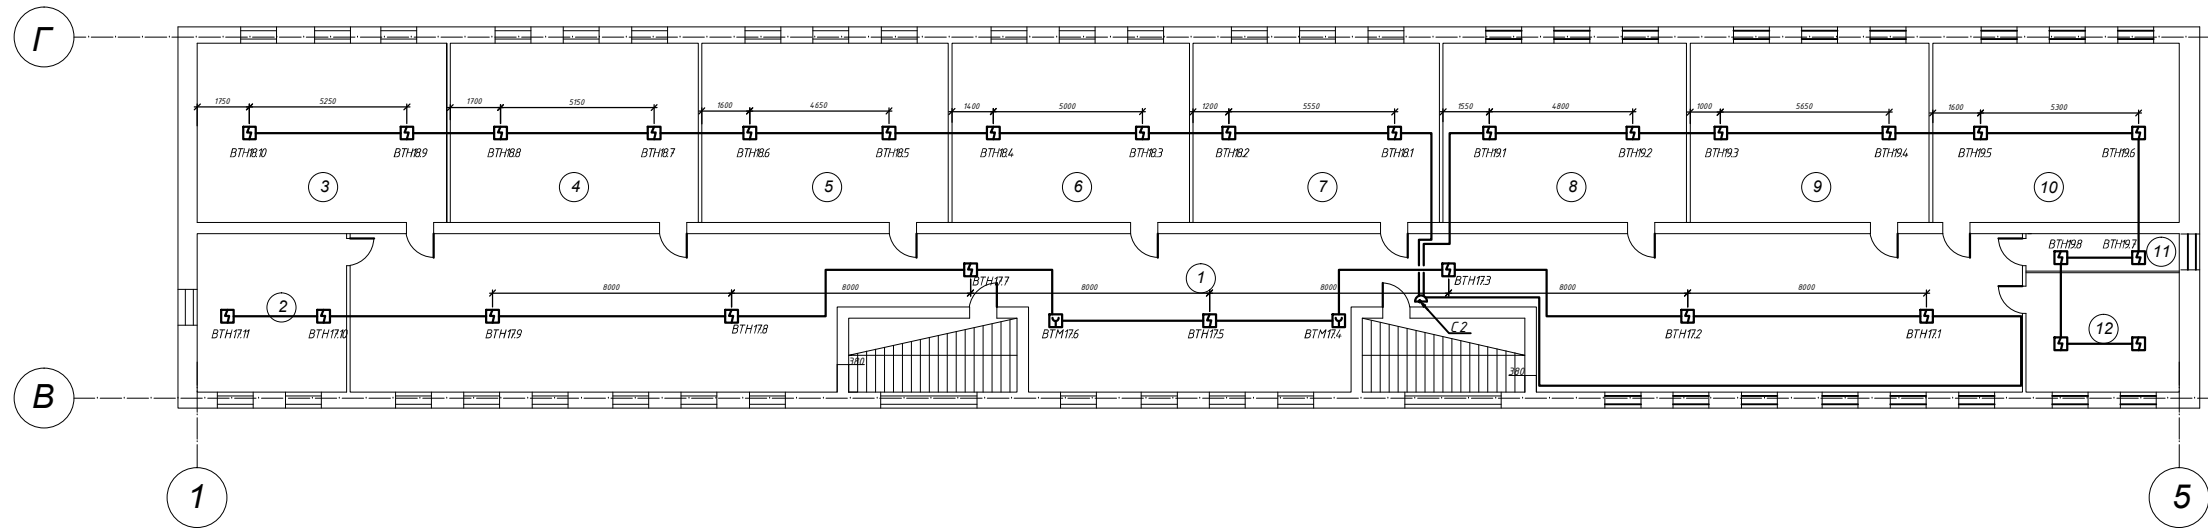 Г
1750 5250 1700 5150 1600 4650 1400 5000 1200 5550 1550 4800 1000 5650 1600 5300
ВТН18.10 ВТН18.9 ВТН18.8 ВТН18.7 ВТН18.6 ВТН18.5 ВТН18.4 ВТН18.3 ВТН18.2 ВТН18.1 ВТН19.1 ВТН19.2 ВТН19.3 ВТН19.4 ВТН19.5 ВТН19.6
3 4 5 6 7 8 9 10
ВТН19.8 ВТН19.7 11
ВТН17.7 1 ВТН17.3
8000 8000 8000 8000 8000 8000
2
ВТН17.11 ВТН17.10 ВТН17.9 ВТН17.8 ВТМ17.6 ВТН17.5 ВТМ17.4 С2 ВТН17.2 ВТН17.1 12
380 380
В
1 5